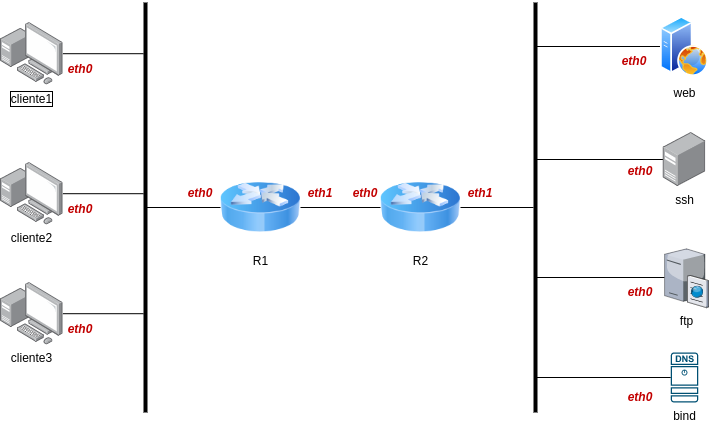 eth0
cliente1
eth0
cliente2
eth0
cliente3
eth0
eth1
R1
eth0
eth1
R2
eth0
web
eth0
ssh
eth0
ftp
DNS
eth0
bind